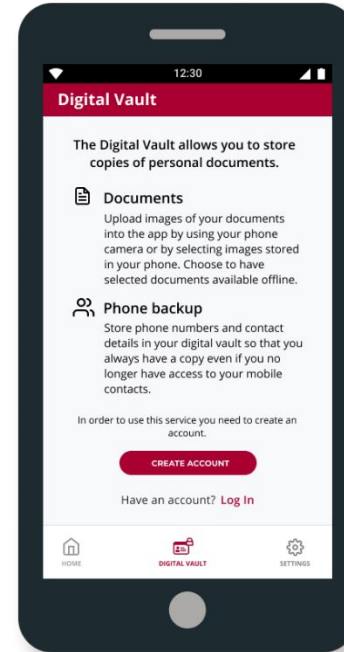 12:30
Digital Vault
The Digital Vault allows you to store
copies of personal documents.
Documents
Upload images of your documents
into the app by using your phone
camera or by selecting images stored
in your phone. Choose to have
selected documents available offline.
Phone backup
Store phone numbers and contact
details in your digital vault so that you
always have a copy even if you no
longer have access to your mobile
contacts.
In order to use this service you need to create an
account.
CREATE ACCOUNT
Have an account? Log In
HOME
DIGITAL VAULT
SETTINGS